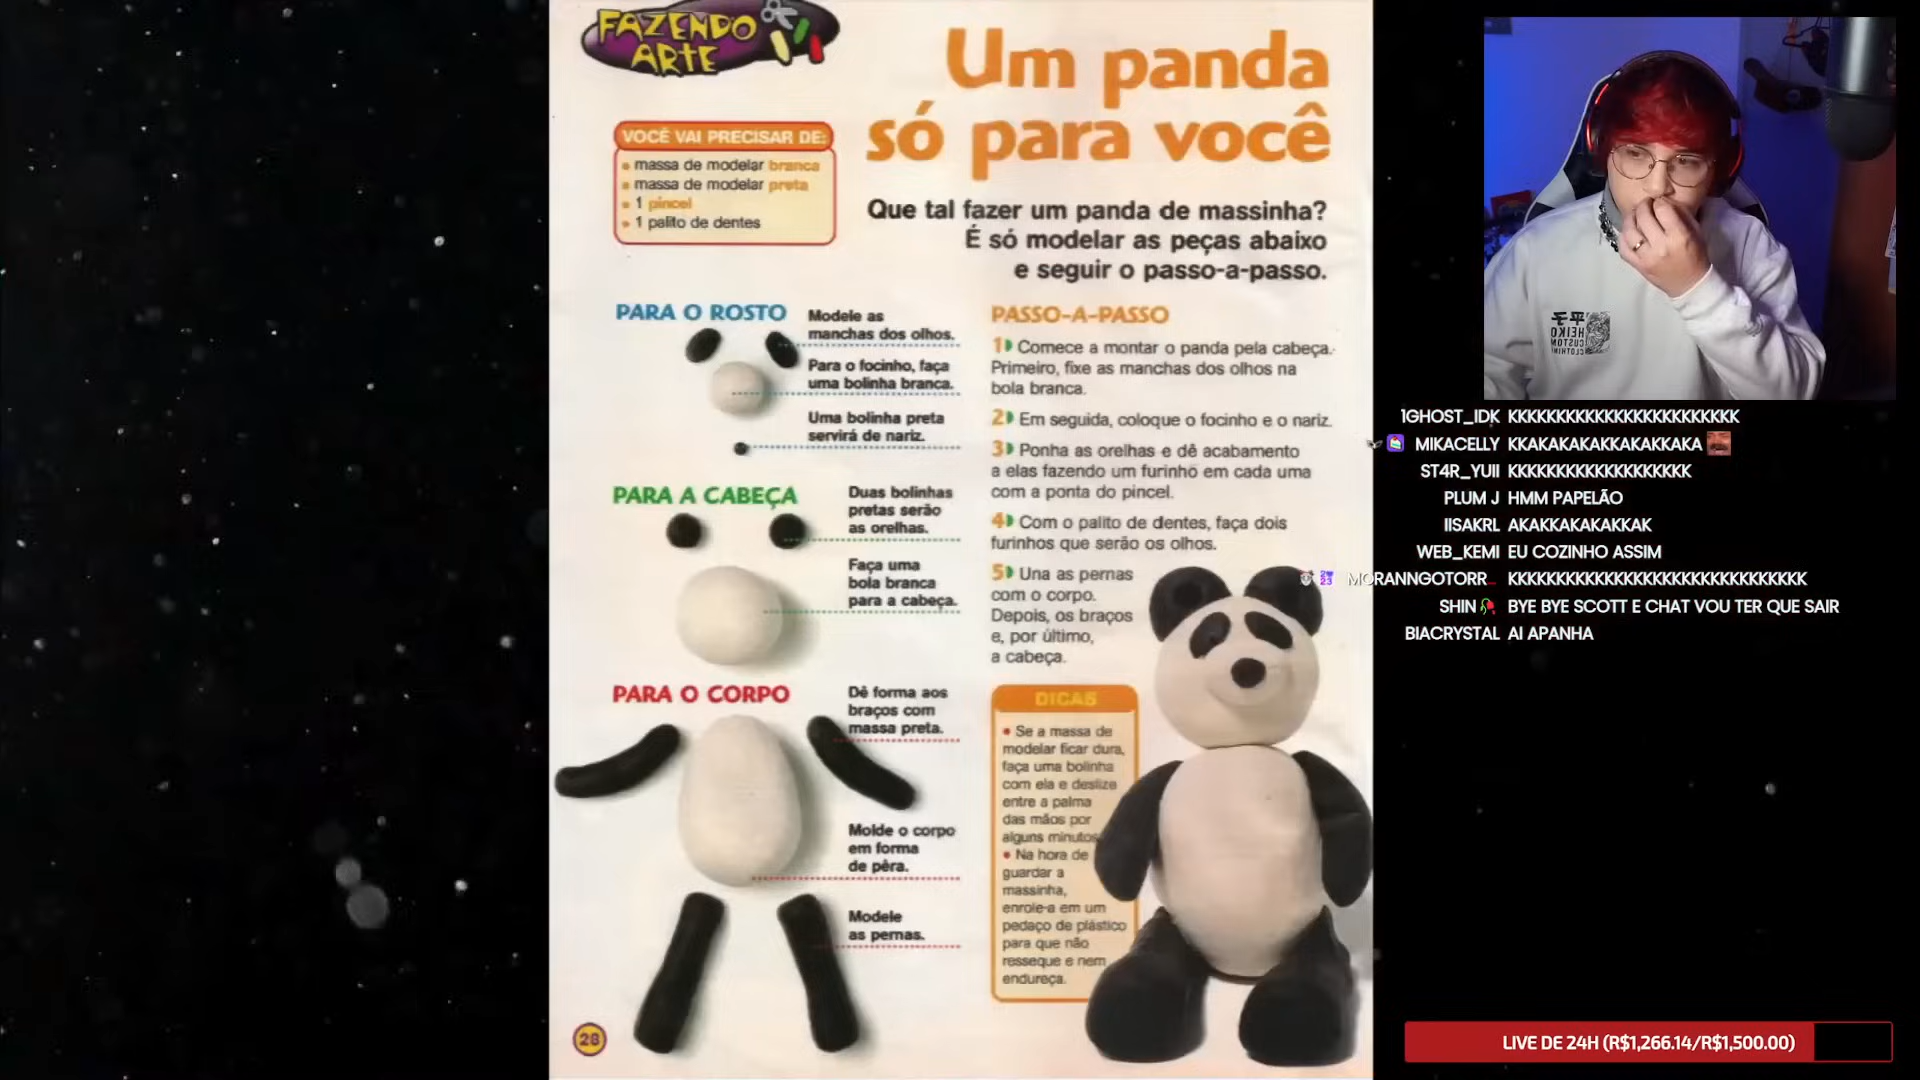 FAZENDO
ARTE
Um panda
só para você
VOCÊ VAI PRECISAR DE:
massa de modelar branca
massa de modelar preta
1 pincel
1 palito de dentes
Que tal fazer um panda de massinha?
É só modelar as peças abaixo
e seguir o passo-a-passo.
PARA O ROSTO
Modele as
manchas dos olhos.
Para o focinho, faça
uma bolinha branca.
Uma bolinha preta
servirá de nariz.
PARA A CABEÇA
Duas bolinhas
pretas serão
as orelhas.
Faça uma
bola branca
para a cabeça.
PARA O CORPO
Dê forma aos
braços com
massa preta.
Molde o corpo
em forma
de pêra.
Modele
as pernas.
28
PASSO-A-PASSO
1 Comece a montar o panda pela cabeça.
Primeiro, fixe as manchas dos olhos na
bola branca.
2 Em seguida, coloque o focinho e o nariz.
3 Ponha as orelhas e dê acabamento
a elas fazendo um furinho em cada uma
com a ponta do pincel.
4 Com o palito de dentes, faça dois
furinhos que serão os olhos.
5 Una as pernas
com o corpo.
Depois, os braços
e, por último,
a cabeça.
DICAS
• Se a massa de
modelar ficar dura,
faça uma bolinha
com ela e deslize
entre a palma
das mãos por
alguns minutos
• Na hora de
guardar a
massinha,
enrole-a em um
pedaço de plástico
para que não
resseque e nem
endureça.
HEIKO
CUSTOM
CLOTHING
1GHOST_IDK KKKKKKKKKKKKKKKKKKKKKKKK
MIKACELLY KKAKAKAKAKKAKAKKAKA
ST4R_YUII KKKKKKKKKKKKKKKKKKK
PLUM J HMM PAPELÃO
IISAKRL AKAKKAKAKAKKAK
WEB_KEMI EU COZINHO ASSIM
MORANNGOTORR_ KKKKKKKKKKKKKKKKKKKKKKKKKKKKKKK
SHIN BYE BYE SCOTT E CHAT VOU TER QUE SAIR
BIACRYSTAL AI APANHA
LIVE DE 24H (R$1,266.14/R$1,500.00)